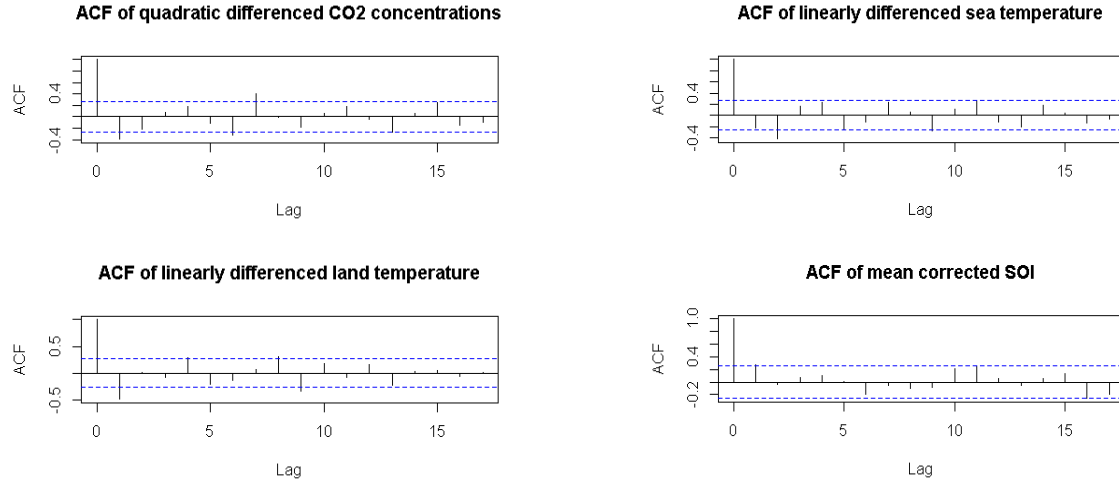 ACF of quadratic differenced CO2 concentrations
ACF
0.4
-0.4
0 5 10 15
Lag
ACF of linearly differenced sea temperature
ACF
0.4
-0.4
0 5 10 15
Lag
ACF of linearly differenced land temperature
ACF
0.5
-0.5
0 5 10 15
Lag
ACF of mean corrected SOI
ACF
1.0
0.4
-0.2
0 5 10 15
Lag